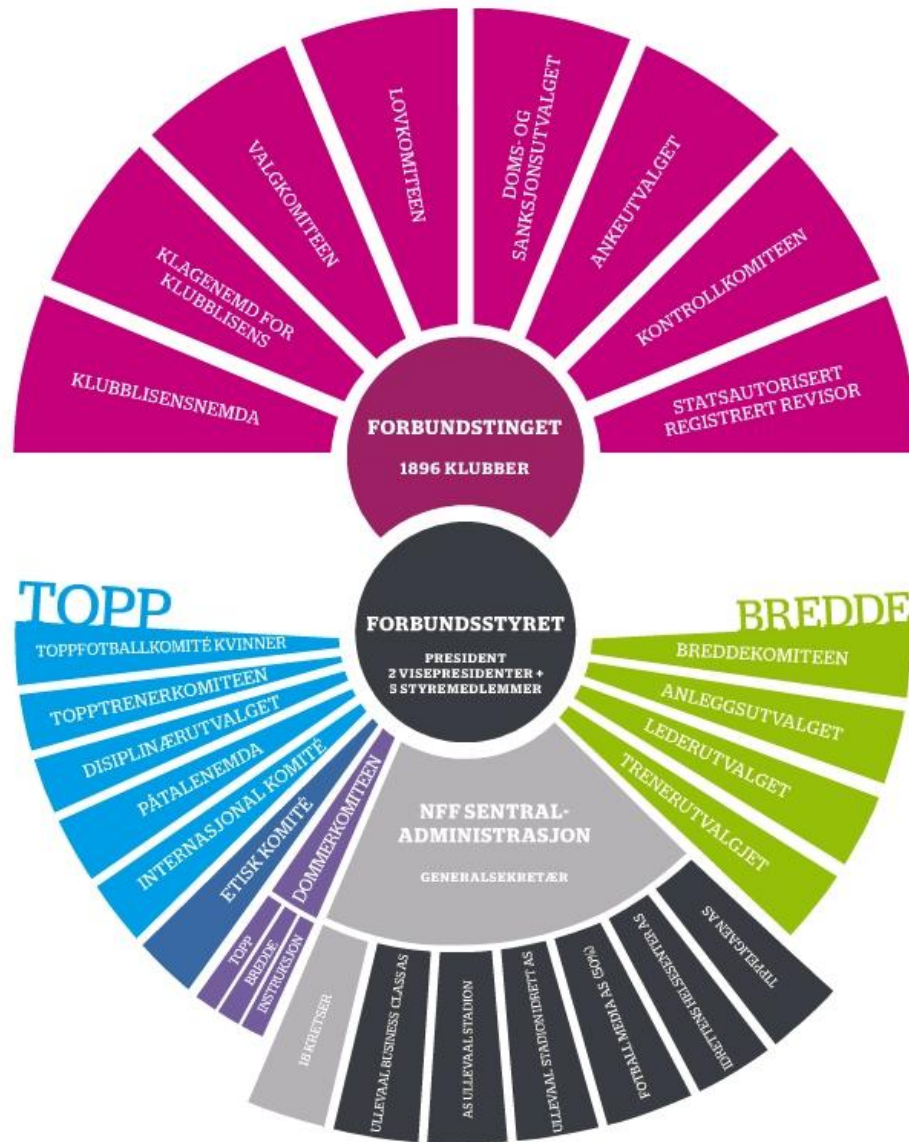 KLUBBLISENSNEMDA
KLAGENEMD FOR
KLUBBLISENS
VALGKOMITEEN
LOVKOMITEEN
DOMS- OG
SANKSJONSUTVALGET
ANKEUTVALGET
KONTROLLKOMITEEN
STATSAUTORISERT
REGISTRERT REVISOR
FORBUNDSTINGET
1896 KLUBBER
FORBUNDSSTYRET
PRESIDENT
2 VISEPRESIDENTER +
5 STYREMEDLEMMER
TOPP
TOPPFOTBALLKOMITÉ KVINNER
TOPPTRENERKOMITEEN
DISIPLINÆRUTVALGET
PÅTALENEMDA
INTERNASJONAL KOMITÉ
ETISK KOMITÉ
DOMMERKOMITEEN
TOPP
BREDDE
INSTRUKSJON
BREDDE
BREDDEKOMITEEN
ANLEGGSUTVALGET
LEDERUTVALGET
TRENERUTVALGJET
NFF SENTRAL-
ADMINISTRASJON
GENERALSEKRETÆR
18 KRETSER
ULLEVAAL BUSINESS CLASS AS
AS ULLEVAAL STADION
ULLEVAAL STADION IDRETT AS
FOTBALL MEDIA AS (50%)
IDRETTENS HELSESENTER AS
TIPPELIGAEN AS